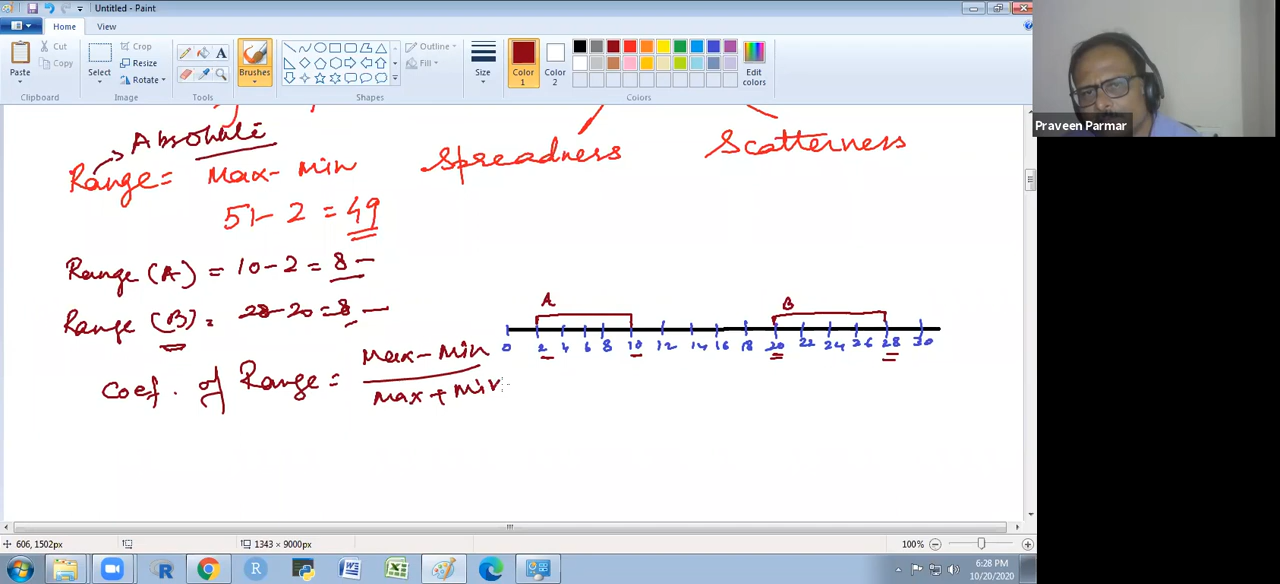 Untitled - Paint
Home View
Cut
Copy
Paste
Clipboard
Crop
Resize
Rotate
Select
Image
Tools
Brushes
Shapes
Outline
Fill
Size
Color 1
Color 2
Edit colors
Colors
Praveen Parmar
Absolute
Range = Max - Min Spreadness Scatterness
51 - 2 = 49
Range (A) = 10 - 2 = 8
Range (B) = 28 - 20 = 8
A B
0 2 4 6 8 10 12 14 16 18 20 22 24 26 28 30
Coef. of Range = Max - Min
Max + Min
606, 1502px 1343 × 9000px 100%
6:28 PM
10/20/2020